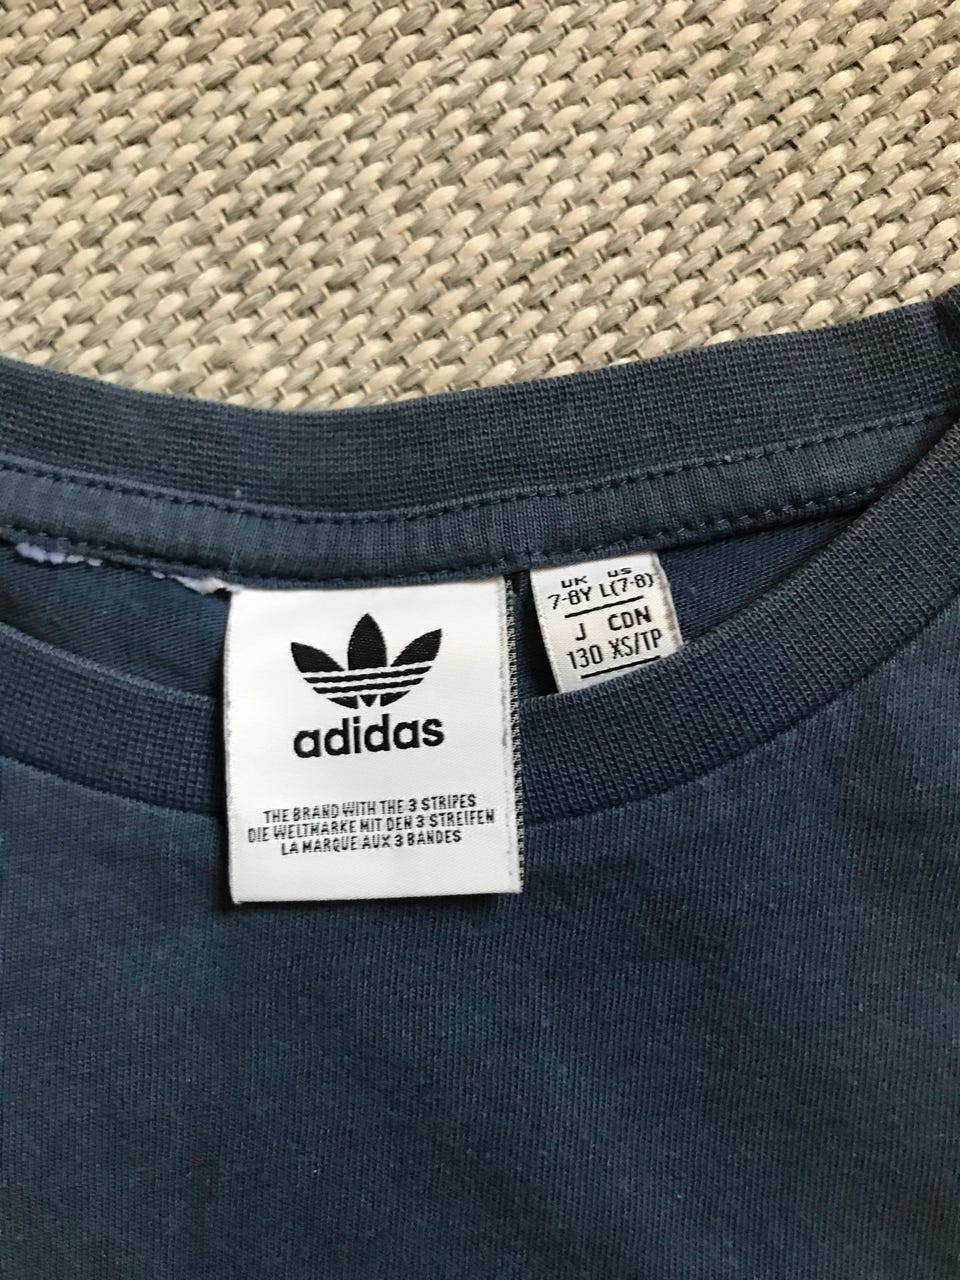 adidas
THE BRAND WITH THE 3 STRIPES
DIE WELTMARKE MIT DEN 3 STREIFEN
LA MARQUE AUX 3 BANDES
UK US
7-8Y L(7-8)
J CDN
130 XS/TP